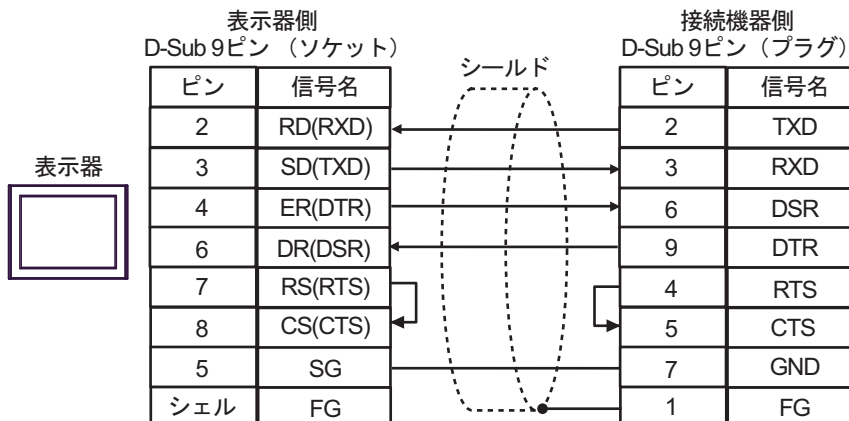 表示器側
D-Sub 9ピン （ソケット）
接続機器側
D-Sub 9ピン（プラグ）
シールド
表示器
ピン 信号名
2 RD(RXD)
3 SD(TXD)
4 ER(DTR)
6 DR(DSR)
7 RS(RTS)
8 CS(CTS)
5 SG
シェル FG
ピン 信号名
2 TXD
3 RXD
6 DSR
9 DTR
4 RTS
5 CTS
7 GND
1 FG